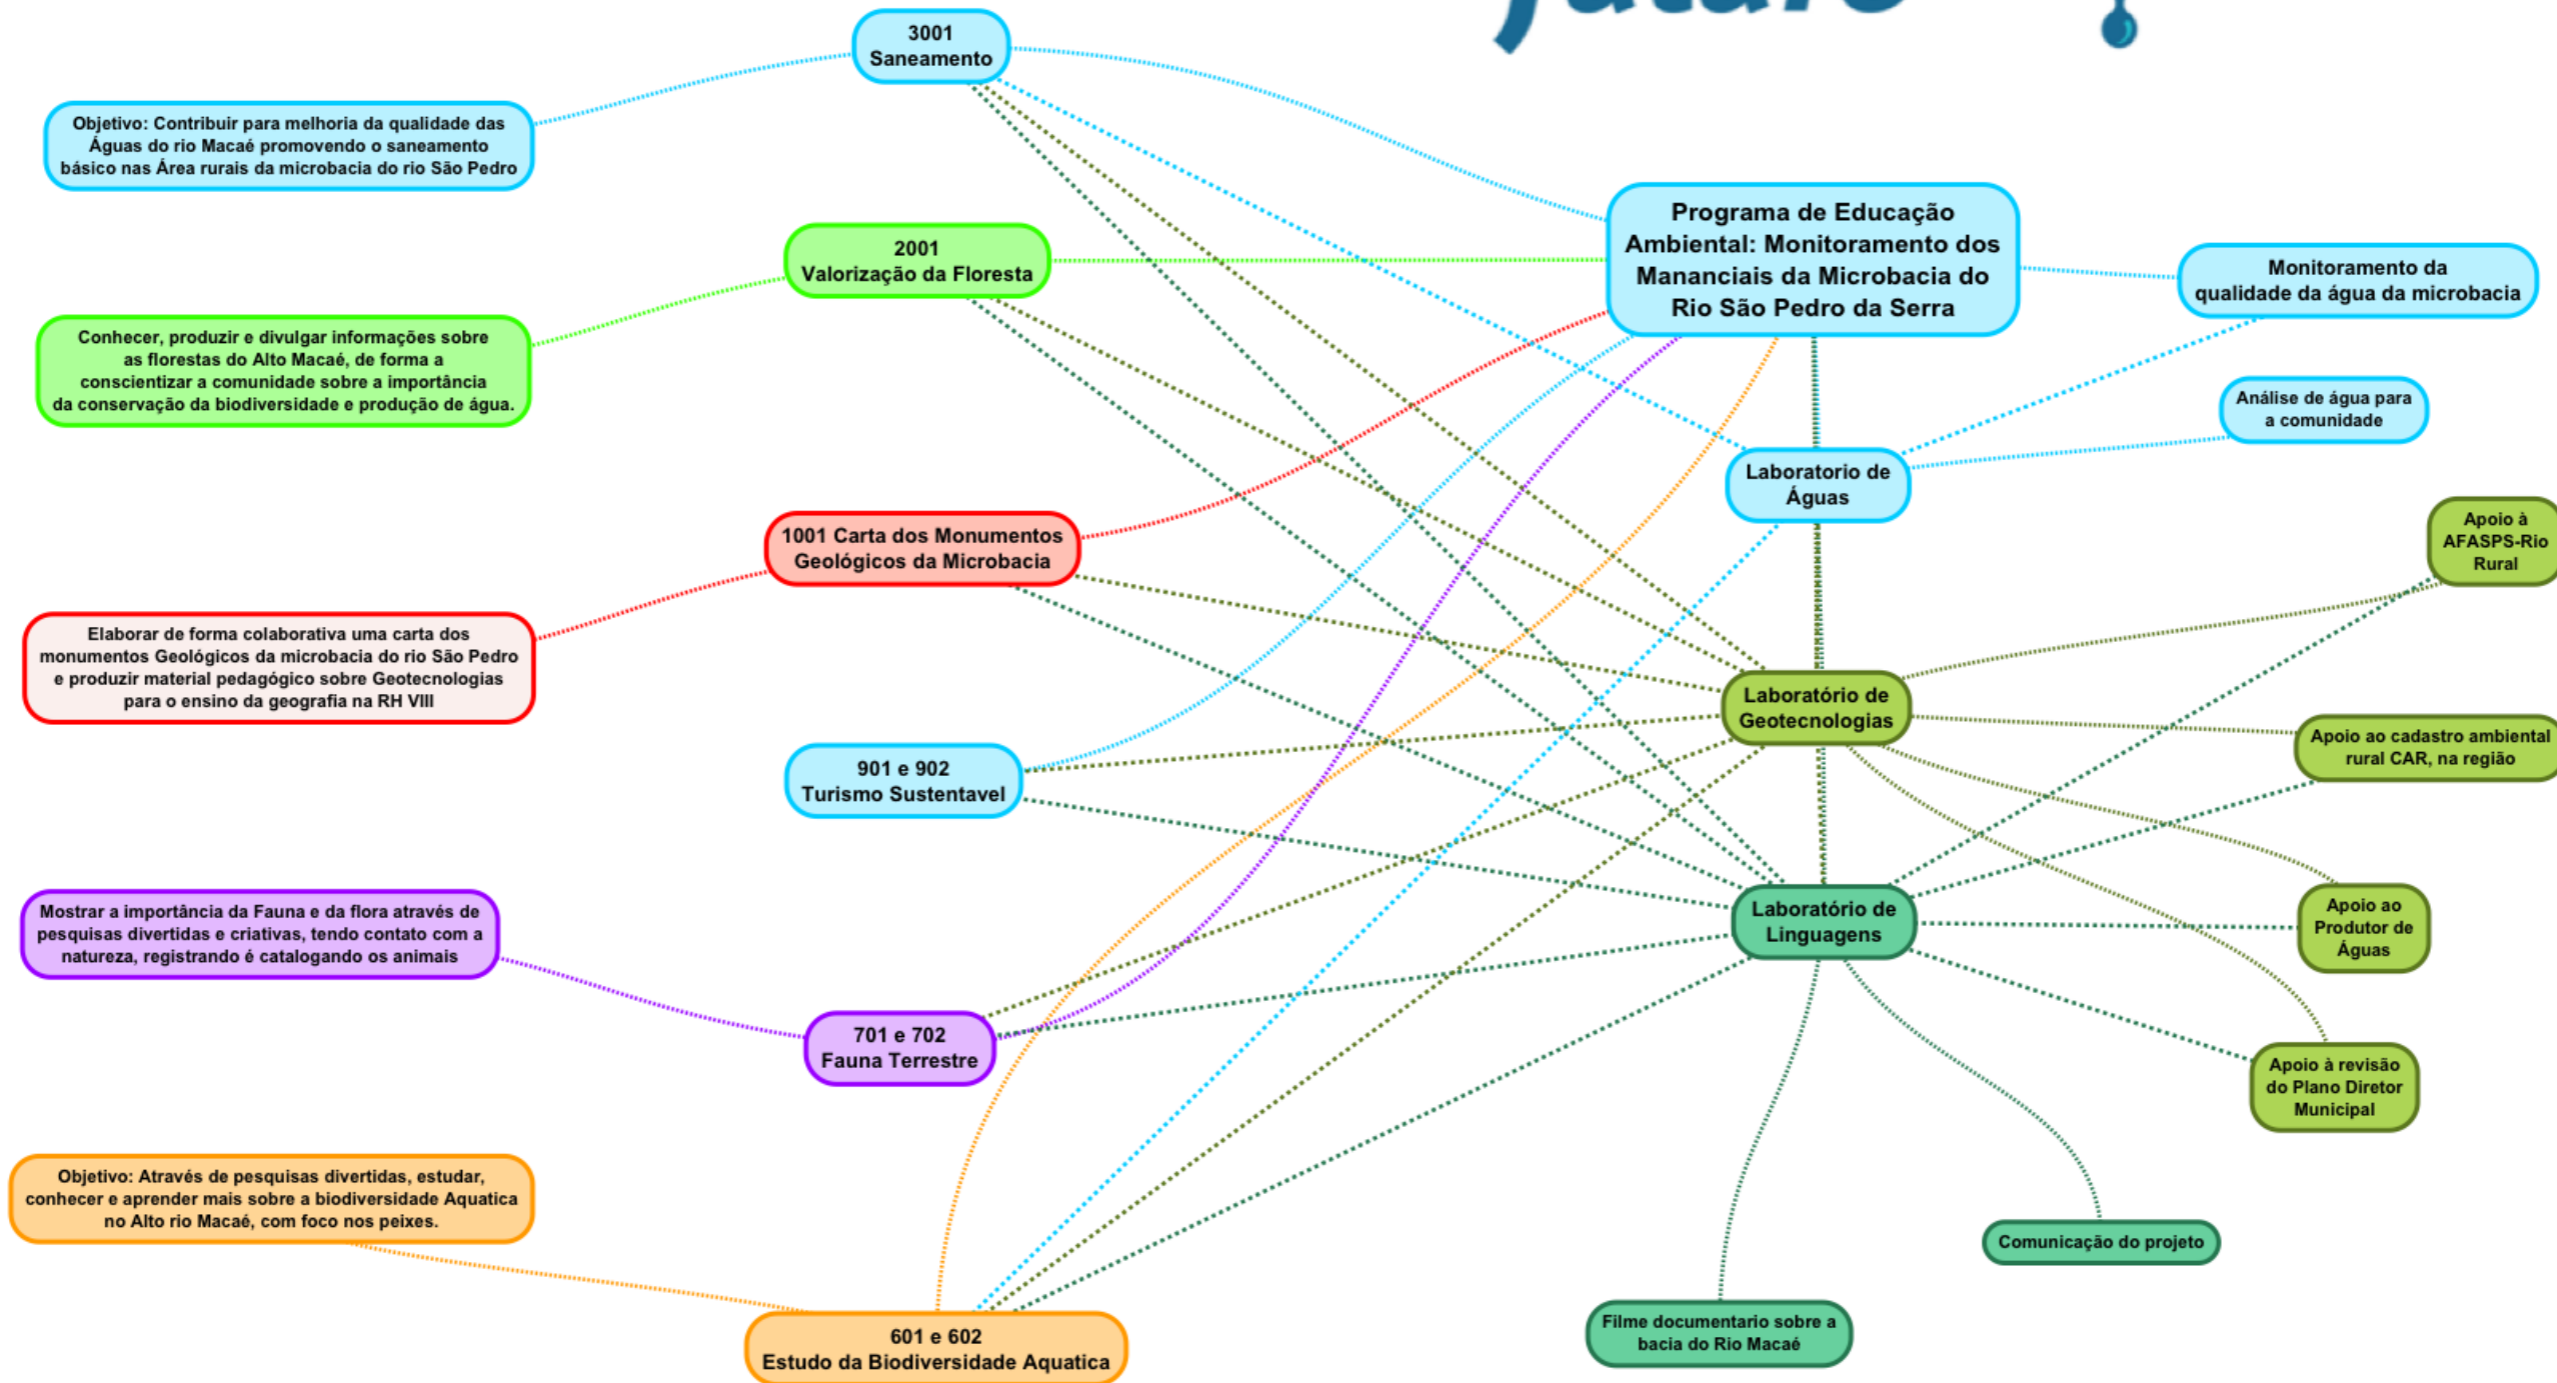 3001
Saneamento
Objetivo: Contribuir para melhoria da qualidade das
Águas do rio Macaé promovendo o saneamento
básico nas Área rurais da microbacia do rio São Pedro
2001
Valorização da Floresta
Conhecer, produzir e divulgar informações sobre
as florestas do Alto Macaé, de forma a
conscientizar a comunidade sobre a importância
da conservação da biodiversidade e produção de água.
1001 Carta dos Monumentos
Geológicos da Microbacia
Elaborar de forma colaborativa uma carta dos
monumentos Geológicos da microbacia do rio São Pedro
e produzir material pedagógico sobre Geotecnologias
para o ensino da geografia na RH VIII
901 e 902
Turismo Sustentavel
Mostrar a importância da Fauna e da flora através de
pesquisas divertidas e criativas, tendo contato com a
natureza, registrando é catalogando os animais
701 e 702
Fauna Terrestre
Objetivo: Através de pesquisas divertidas, estudar,
conhecer e aprender mais sobre a biodiversidade Aquatica
no Alto rio Macaé, com foco nos peixes.
601 e 602
Estudo da Biodiversidade Aquatica
Programa de Educação
Ambiental: Monitoramento dos
Mananciais da Microbacia do
Rio São Pedro da Serra
Monitoramento da
qualidade da água da microbacia
Análise de água para
a comunidade
Laboratorio de
Águas
Apoio à
AFASPS-Rio
Rural
Laboratório de
Geotecnologias
Apoio ao cadastro ambiental
rural CAR, na região
Laboratório de
Linguagens
Apoio ao
Produtor de
Águas
Apoio à revisão
do Plano Diretor
Municipal
Comunicação do projeto
Filme documentario sobre a
bacia do Rio Macaé